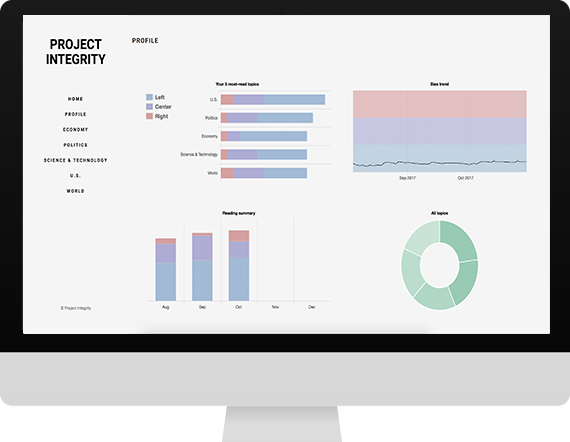 PROJECT
INTEGRITY
PROFILE
HOME
PROFILE
ECONOMY
POLITICS
SCIENCE & TECHNOLOGY
U.S.
WORLD
© Project Integrity
Left
Center
Right
Your 5 most-read topics
U.S.
Politics
Economy
Science & Technology
World
Bias trend
Sep 2017
Oct 2017
Reading summary
Aug
Sep
Oct
Nov
Dec
All topics